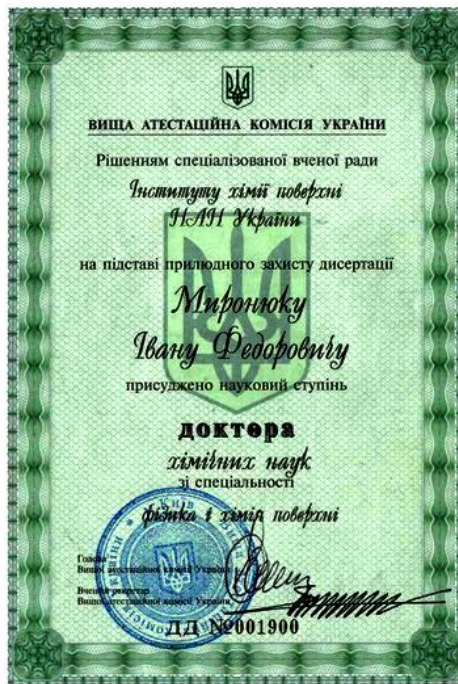 ВИЩА АТЕСТАЦІЙНА КОМІСІЯ УКРАЇНИ
Рішенням спеціалізованої вченої ради
Інституту хімії поверхні
НАН України
на підставі прилюдного захисту дисертації
Миронюку
Івану Федоровичу
присуджено науковий ступінь
доктора
хімічних наук
зі спеціальності
фізика і хімія поверхні
Голова
Вищої атестаційної комісії України
Вчений секретар
Вищої атестаційної комісії України
ДД №001900